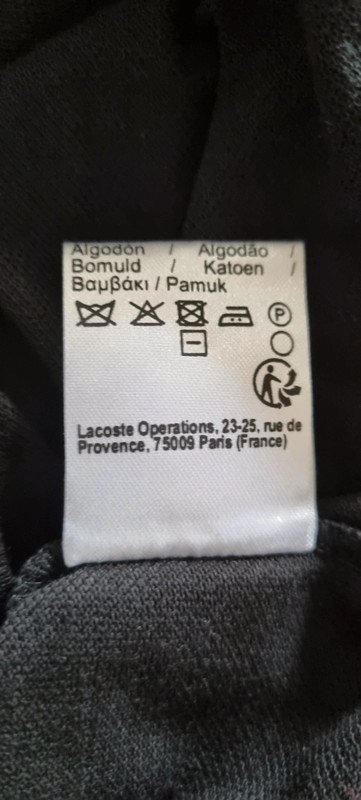 Algodón / Algodão /
Bomuld / Katoen /
Βαμβάκι / Pamuk
P
Lacoste Operations, 23-25, rue de
Provence, 75009 Paris (France)